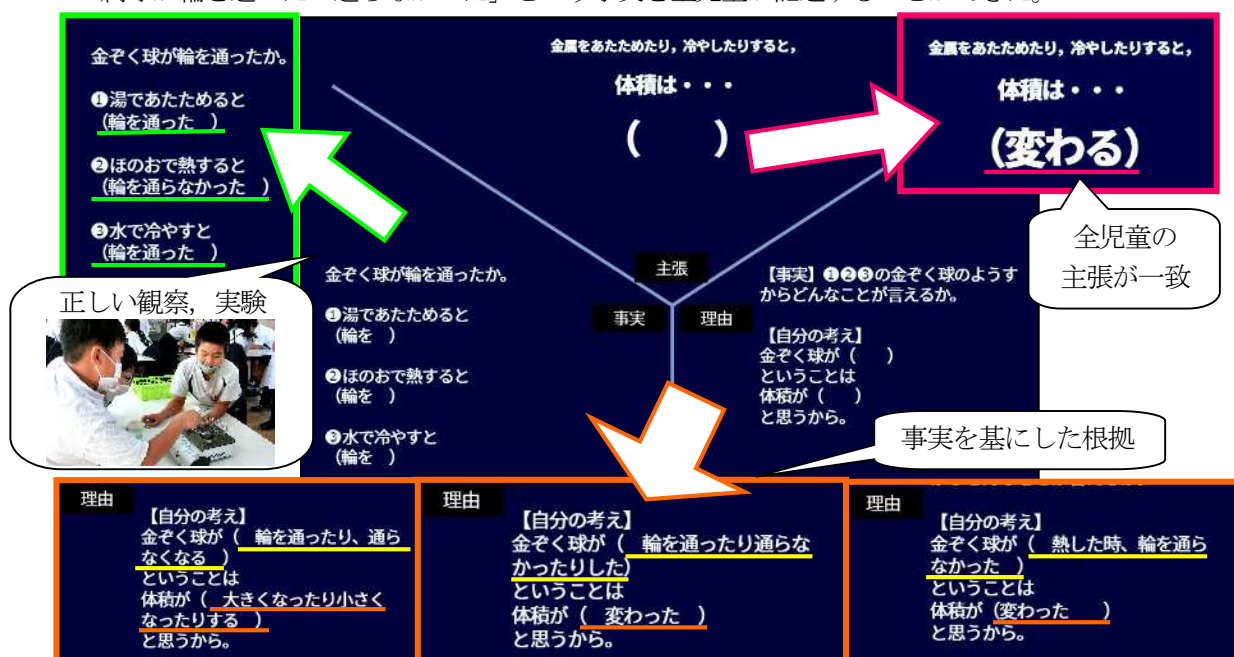 金ぞく球が輪を通ったか。
❶湯であたためると
(輪を通った )
❷ほのおで熱すると
(輪を通らなかった )
❸水で冷やすと
(輪を通った )
金属をあたためたり，冷やしたりすると，
体積は・・・
( )
金属をあたためたり，冷やしたりすると，
体積は・・・
(変わる)
全児童の
主張が一致
正しい観察，実験
金ぞく球が輪を通ったか。
❶湯であたためると
(輪を )
❷ほのおで熱すると
(輪を )
❸水で冷やすと
(輪を )
主張
事実
理由
【事実】❶❷❸の金ぞく球のようす
からどんなことが言えるか。
【自分の考え】
金ぞく球が( )
ということは
体積が( )
と思うから。
事実を基にした根拠
理由
【自分の考え】
金ぞく球が( 輪を通ったり、通ら
なくなる )
ということは
体積が( 大きくなったり小さく
なったりする )
と思うから。
理由
【自分の考え】
金ぞく球が( 輪を通ったり通らな
かったりした)
ということは
体積が( 変わった )
と思うから。
理由
【自分の考え】
金ぞく球が( 熱した時、輪を通ら
なかった )
ということは
体積が(変わった )
と思うから。